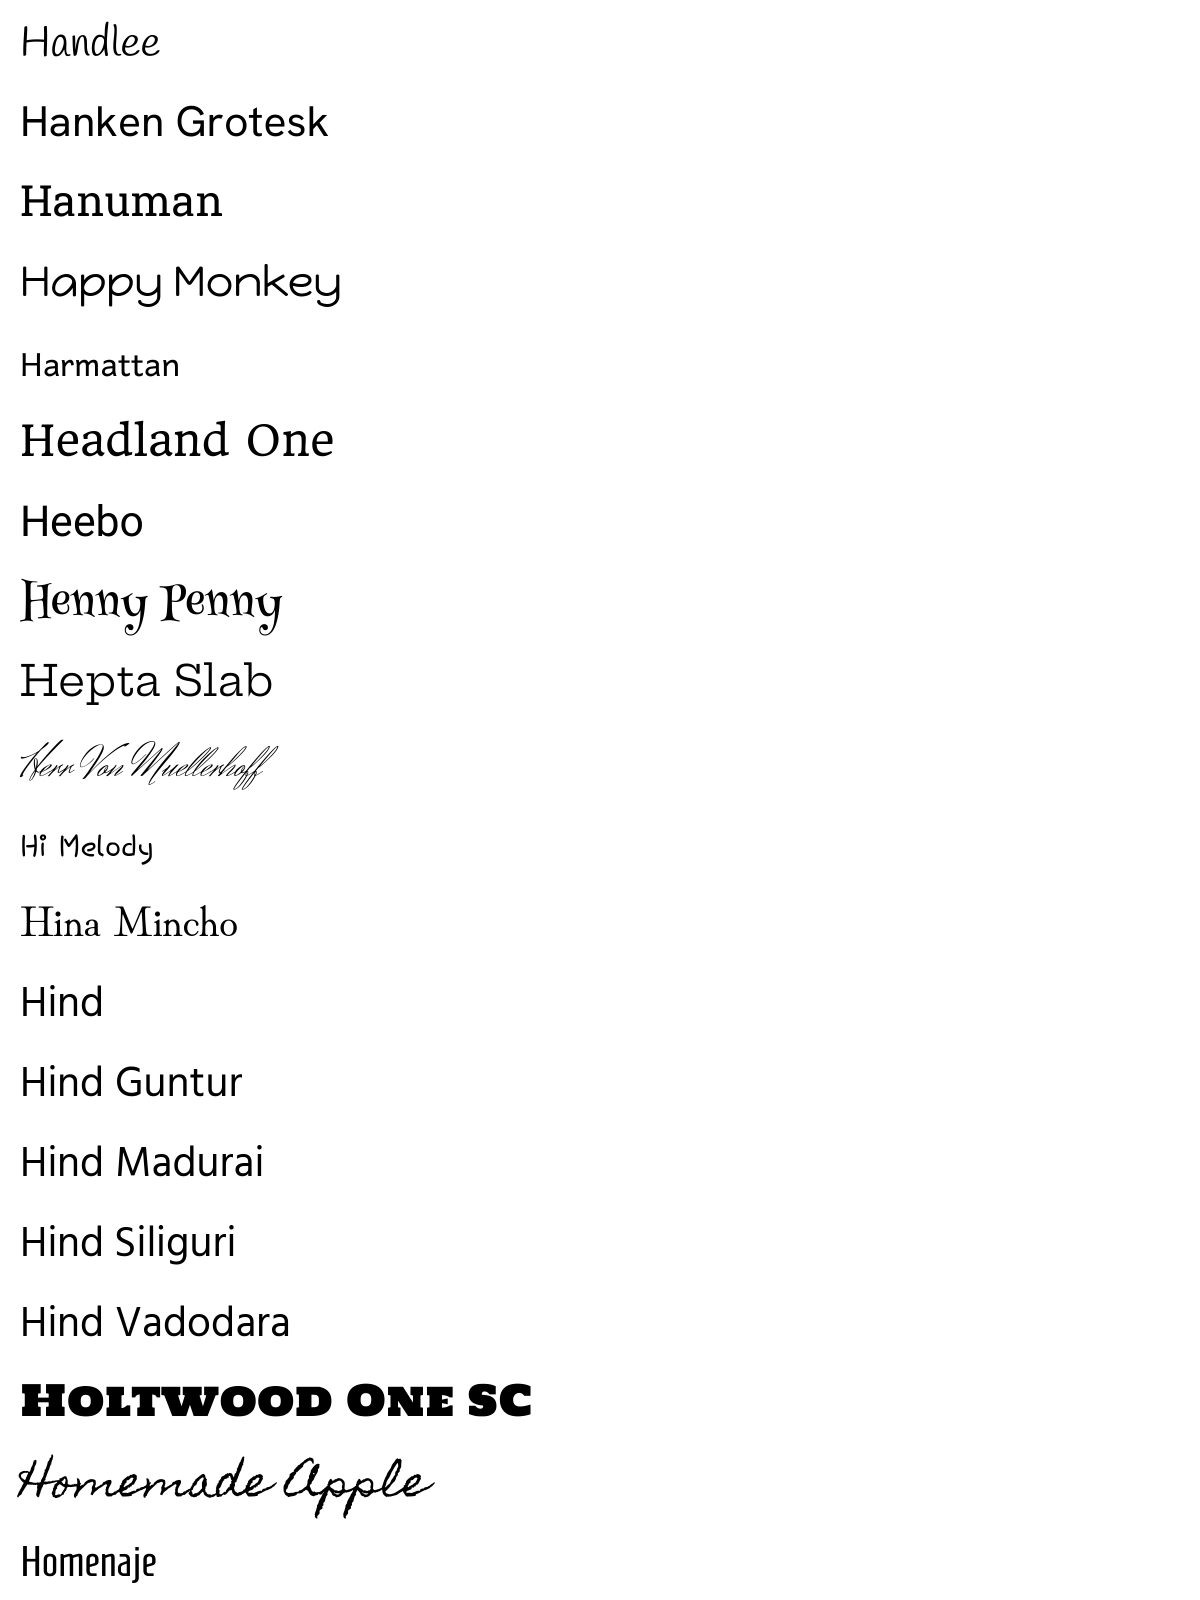 Handlee
Hanken Grotesk
Hanuman
Happy Monkey
Harmattan
Headland One
Heebo
Henny Penny
Hepta Slab
Herr Von Muellerhoff
Hi Melody
Hina Mincho
Hind
Hind Guntur
Hind Madurai
Hind Siliguri
Hind Vadodara
Holtwood One SC
Homemade Apple
Homenaje